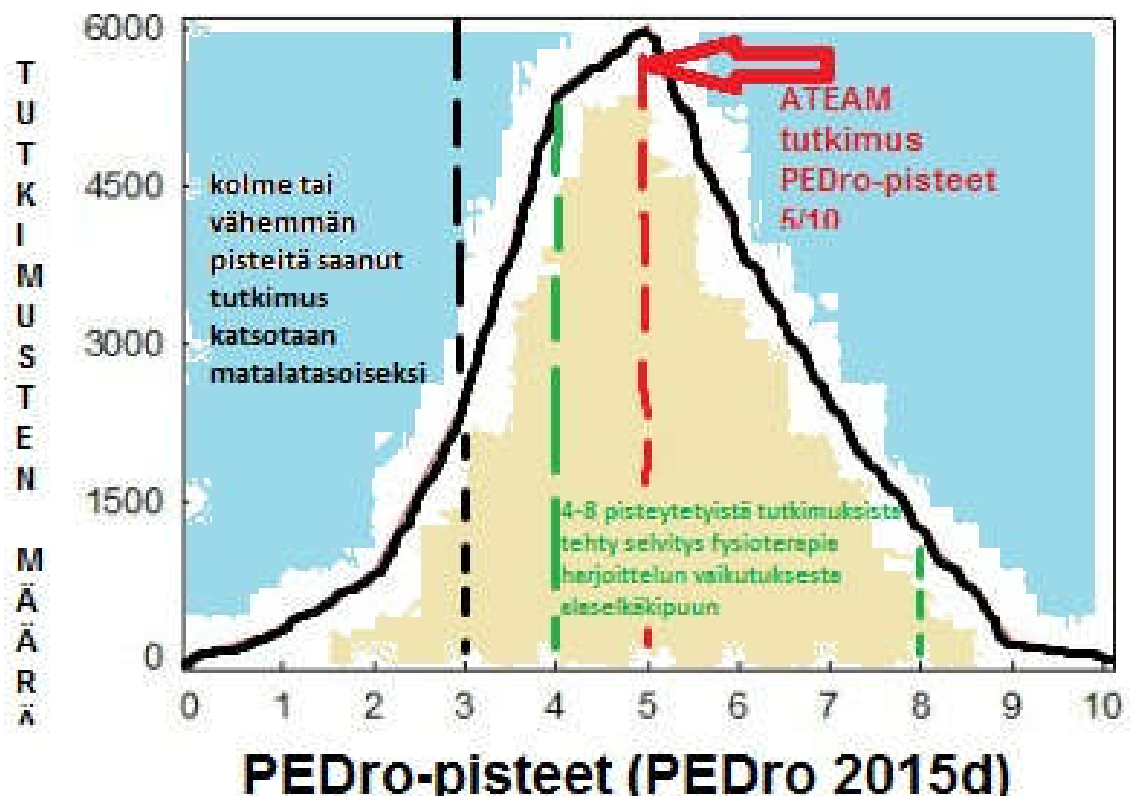 TUTKIMUSTEN MÄÄRÄ
6000
4500
3000
1500
0
kolme tai
vähemmän
pisteitä saanut
tutkimus
katsotaan
matalatasoiseksi
ATEAM
tutkimus
PEDro-pisteet
5/10
4-8 pisteytetyistä tutkimuksista
tehty selvitys fysioterapia
harjoittelun vaikutuksesta
alaselkäkipuun
0 1 2 3 4 5 6 7 8 9 10
PEDro-pisteet (PEDro 2015d)